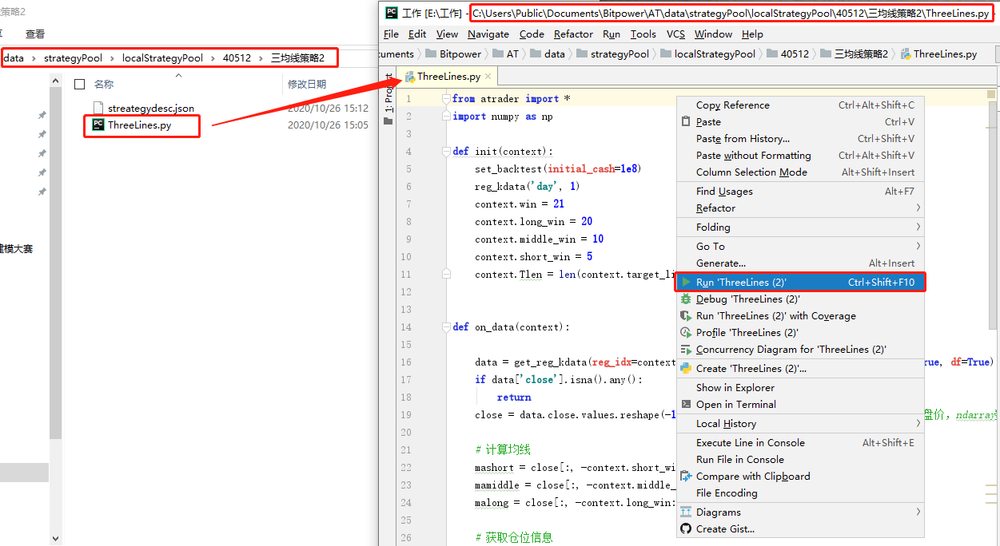 策略2
查看
data › strategyPool › localStrategyPool › 40512 › 三均线策略2
名称 修改日期
streategydesc.json 2020/10/26 15:12
ThreeLines.py 2020/10/26 15:05
建模大赛
工作 [E:\工作] - C:\Users\Public\Documents\Bitpower\AT\data\strategyPool\localStrategyPool\40512\三均线策略2\ThreeLines.py
File Edit View Navigate Code Refactor Run Tools VCS Window Help
cuments Bitpower AT data strategyPool localStrategyPool 40512 三均线策略2 ThreeLines.py
ThreeLines.py
1: Project
1 from atrader import *
2 import numpy as np
3
4 def init(context):
5 set_backtest(initial_cash=1e8)
6 reg_kdata('day', 1)
7 context.win = 21
8 context.long_win = 20
9 context.middle_win = 10
10 context.short_win = 5
11 context.Tlen = len(context.target_li
12
13
14 def on_data(context):
15
16 data = get_reg_kdata(reg_idx=context rue, df=True)
17 if data['close'].isna().any():
18 return
19 close = data.close.values.reshape(-1 盘价，ndarray
20
21 # 计算均线
22 mashort = close[:, -context.short_wi
23 mamiddle = close[:, -context.middle_
24 malong = close[:, -context.long_win:
25
26 # 获取仓位信息
Copy Reference Ctrl+Alt+Shift+C
Paste Ctrl+V
Paste from History... Ctrl+Shift+V
Paste without Formatting Ctrl+Alt+Shift+V
Column Selection Mode Alt+Shift+Insert
Find Usages Alt+F7
Refactor
Folding
Go To
Generate... Alt+Insert
Run 'ThreeLines (2)' Ctrl+Shift+F10
Debug 'ThreeLines (2)'
Run 'ThreeLines (2)' with Coverage
Profile 'ThreeLines (2)'
Concurrency Diagram for 'ThreeLines (2)'
Create 'ThreeLines (2)'...
Show in Explorer
Open in Terminal
Local History
Execute Line in Console Alt+Shift+E
Run File in Console
Compare with Clipboard
File Encoding
Diagrams
Create Gist...